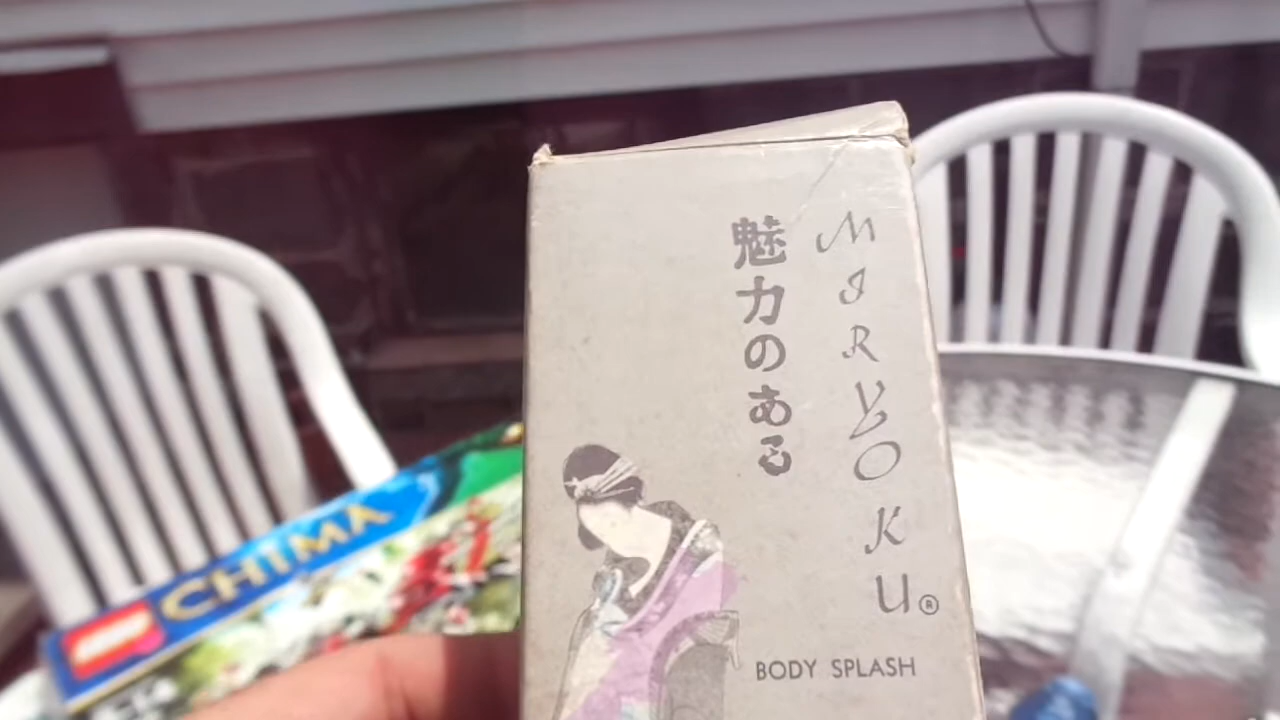 魅力のある
MIRYOKU®
BODY SPLASH
CHIMA